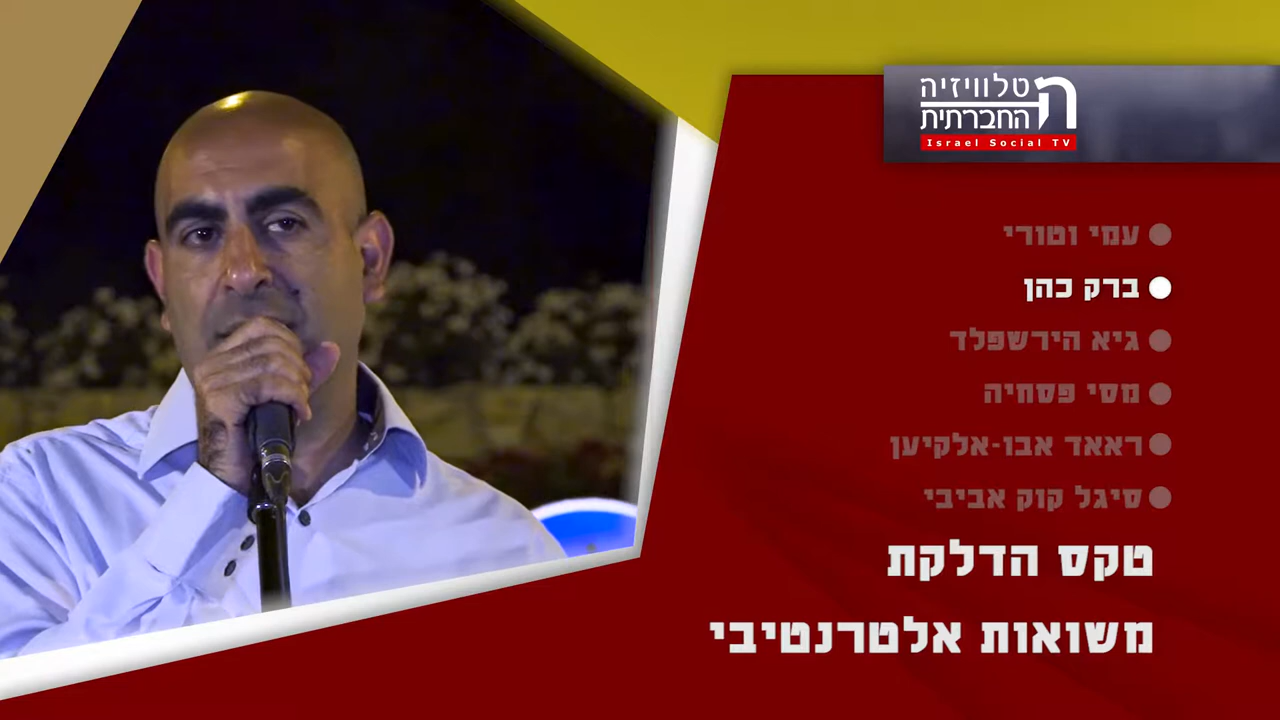 טלוויזיה
החברתית
Israel Social TV
עמי וטורי
ברק כהן
גיא הירשפלד
מסי פסחיה
ראאד אבו-אלקיען
סיגל קוק אביבי
טקס הדלקת
משואות אלטרנטיבי